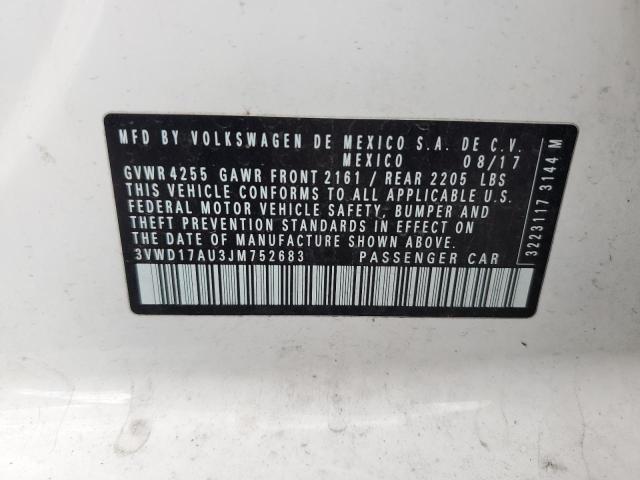 MFD BY VOLKSWAGEN DE MEXICO S.A. DE C.V.
MEXICO 08/17
GVWR 4255 GAWR FRONT 2161 / REAR 2205 LBS
THIS VEHICLE CONFORMS TO ALL APPLICABLE U.S.
FEDERAL MOTOR VEHICLE SAFETY, BUMPER AND
THEFT PREVENTION STANDARDS IN EFFECT ON
THE DATE OF MANUFACTURE SHOWN ABOVE.
3VWD17AU3JM752683 PASSENGER CAR
3223117 3144 M